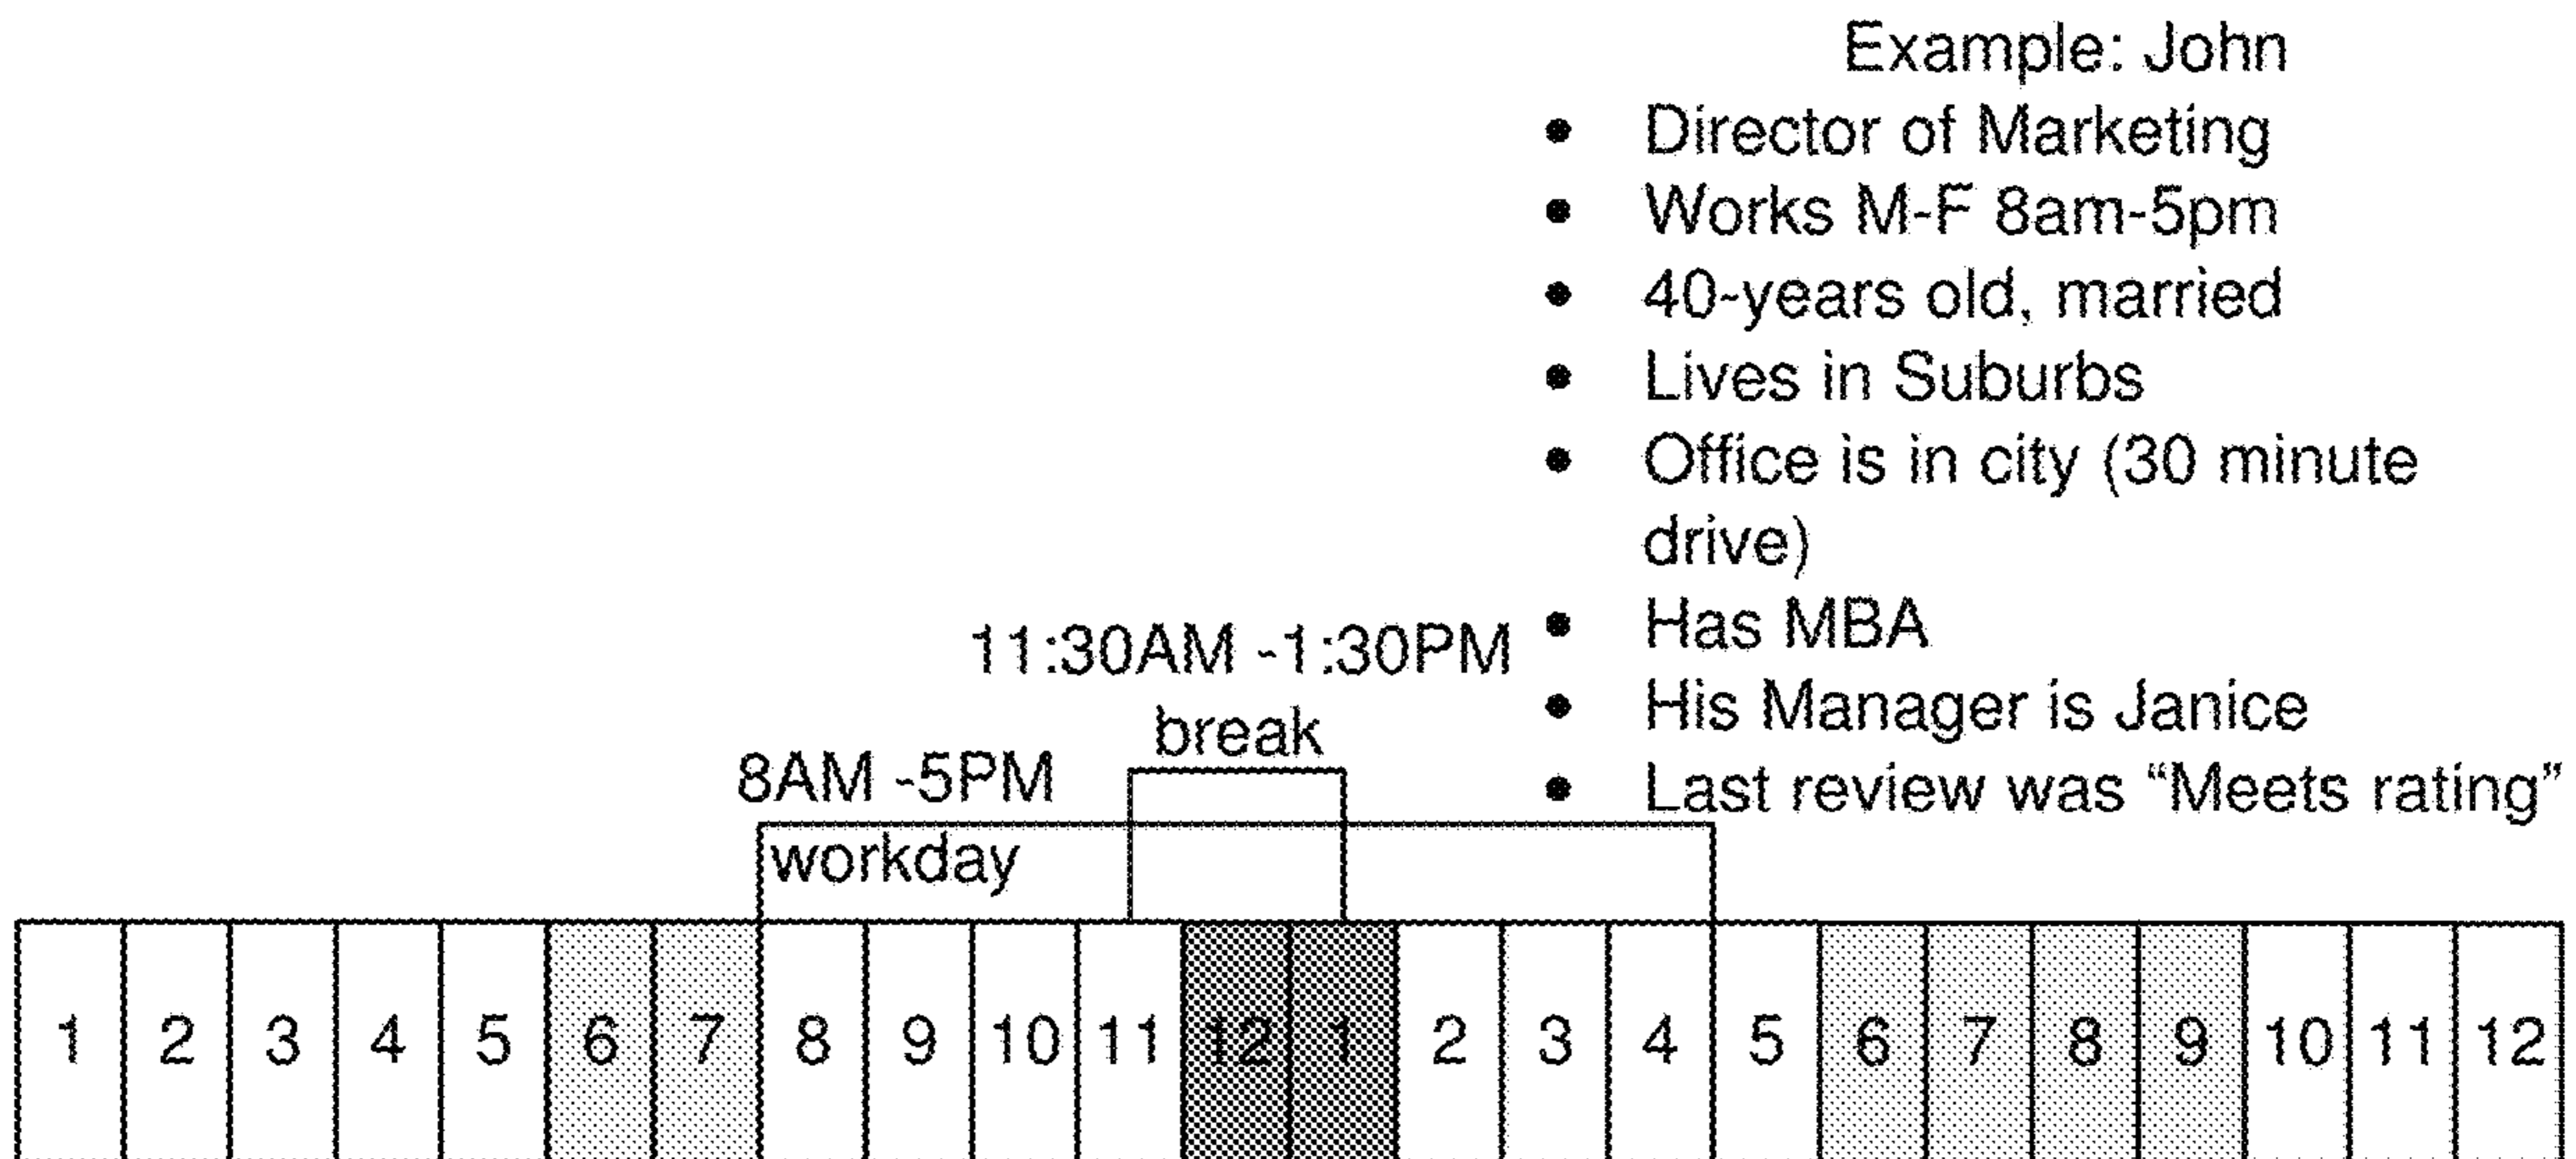 Example: John
• Director of Marketing
• Works M-F 8am-5pm
• 40-years old, married
• Lives in Suburbs
• Office is in city (30 minute
drive)
• Has MBA
• His Manager is Janice
• Last review was “Meets rating”
11:30AM -1:30PM
break
8AM -5PM
workday
1 2 3 4 5 6 7 8 9 10 11 12 1 2 3 4 5 6 7 8 9 10 11 12